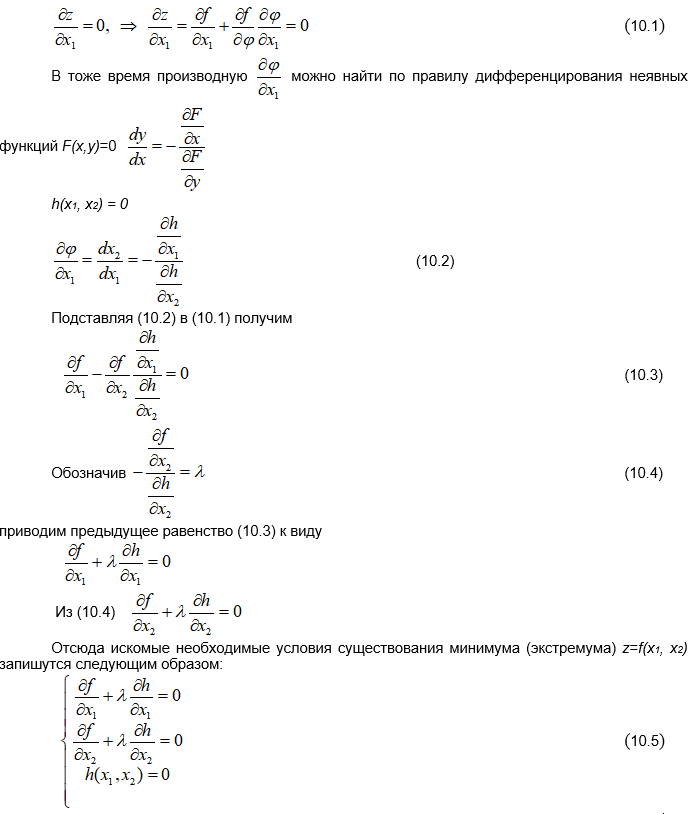 ∂z/∂x₁ = 0, ⇒ ∂z/∂x₁ = ∂f/∂x₁ + ∂f/∂φ ∂φ/∂x₁ = 0 (10.1)
В тоже время производную ∂φ/∂x₁ можно найти по правилу дифференцирования неявных
функций F(x,y)=0 dy/dx = − (∂F/∂x)/(∂F/∂y)
h(x₁, x₂) = 0
∂φ/∂x₁ = dx₂/dx₁ = − (∂h/∂x₁)/(∂h/∂x₂) (10.2)
Подставляя (10.2) в (10.1) получим
∂f/∂x₁ − ∂f/∂x₂ (∂h/∂x₁)/(∂h/∂x₂) = 0 (10.3)
Обозначив − (∂f/∂x₂)/(∂h/∂x₂) = λ (10.4)
приводим предыдущее равенство (10.3) к виду
∂f/∂x₁ + λ ∂h/∂x₁ = 0
Из (10.4) ∂f/∂x₂ + λ ∂h/∂x₂ = 0
Отсюда искомые необходимые условия существования минимума (экстремума) z=f(x₁, x₂)
запишутся следующим образом:
∂f/∂x₁ + λ ∂h/∂x₁ = 0
∂f/∂x₂ + λ ∂h/∂x₂ = 0 (10.5)
h(x₁,x₂) = 0